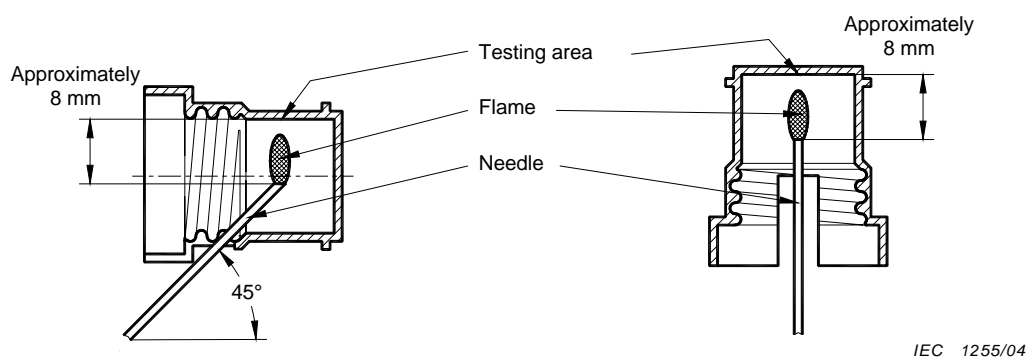 Approximately
8 mm
Testing area
Approximately
8 mm
Flame
Needle
45°
IEC 1255/04